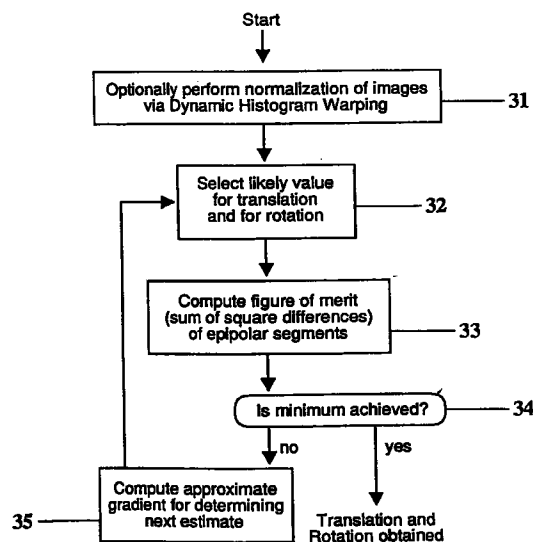 Start
Optionally perform normalization of images
via Dynamic Histogram Warping
31
Select likely value
for translation
and for rotation
32
Compute figure of merit
(sum of square differences)
of epipolar segments
33
Is minimum achieved?
34
no
yes
Compute approximate
gradient for determining
next estimate
35
Translation and
Rotation obtained